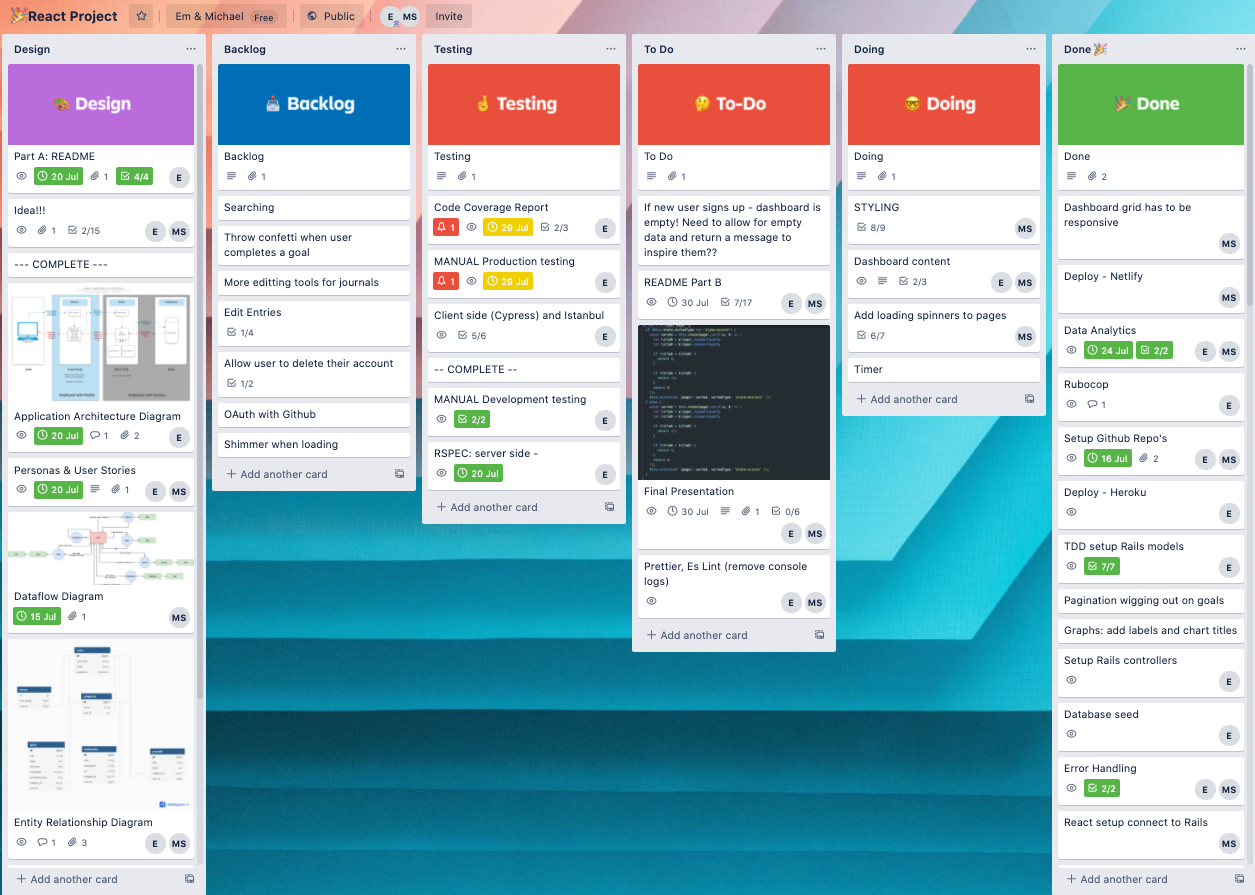 🎉React Project
Em & Michael Free
Public
E MS
Invite
Design
🎨 Design
Part A: README
20 Jul 1 4/4
E
Idea!!!
1 2/15
E MS
--- COMPLETE ---
Application Architecture Diagram
20 Jul 1 2
E
Personas & User Stories
20 Jul 1
E MS
Dataflow Diagram
15 Jul 1
MS
Entity Relationship Diagram
1 3
E MS
+ Add another card
Backlog
Backlog
Backlog
1
Searching
Throw confetti when user
completes a goal
More editting tools for journals
Edit Entries
1/4
Allow user to delete their account
1/2
OAuth with Github
Shimmer when loading
+ Add another card
Testing
🤞 Testing
Testing
1
Code Coverage Report
1 29 Jul 2/3
E
MANUAL Production testing
1 29 Jul
E
Client side (Cypress) and Istanbul
5/6
E
-- COMPLETE --
MANUAL Development testing
2/2
E
RSPEC: server side -
20 Jul
E
+ Add another card
To Do
🤔 To-Do
To Do
1
If new user signs up - dashboard is
empty! Need to allow for empty
data and return a message to
inspire them??
README Part B
30 Jul 7/17
E MS
Final Presentation
30 Jul 1 0/6
E MS
Prettier, Es Lint (remove console
logs)
E MS
+ Add another card
Doing
🤓 Doing
Doing
1
STYLING
8/9
MS
Dashboard content
2/3
E MS
Add loading spinners to pages
6/7
MS
Timer
+ Add another card
Done 🎉
🎉 Done
Done
2
Dashboard grid has to be
responsive
MS
Deploy - Netlify
MS
Data Analytics
24 Jul 2/2
E MS
Rubocop
1
E
Setup Github Repo's
16 Jul 2
E MS
Deploy - Heroku
E
TDD setup Rails models
7/7
E
Pagination wigging out on goals
Graphs: add labels and chart titles
Setup Rails controllers
E
Database seed
E
Error Handling
2/2
E MS
React setup connect to Rails
MS
+ Add another card